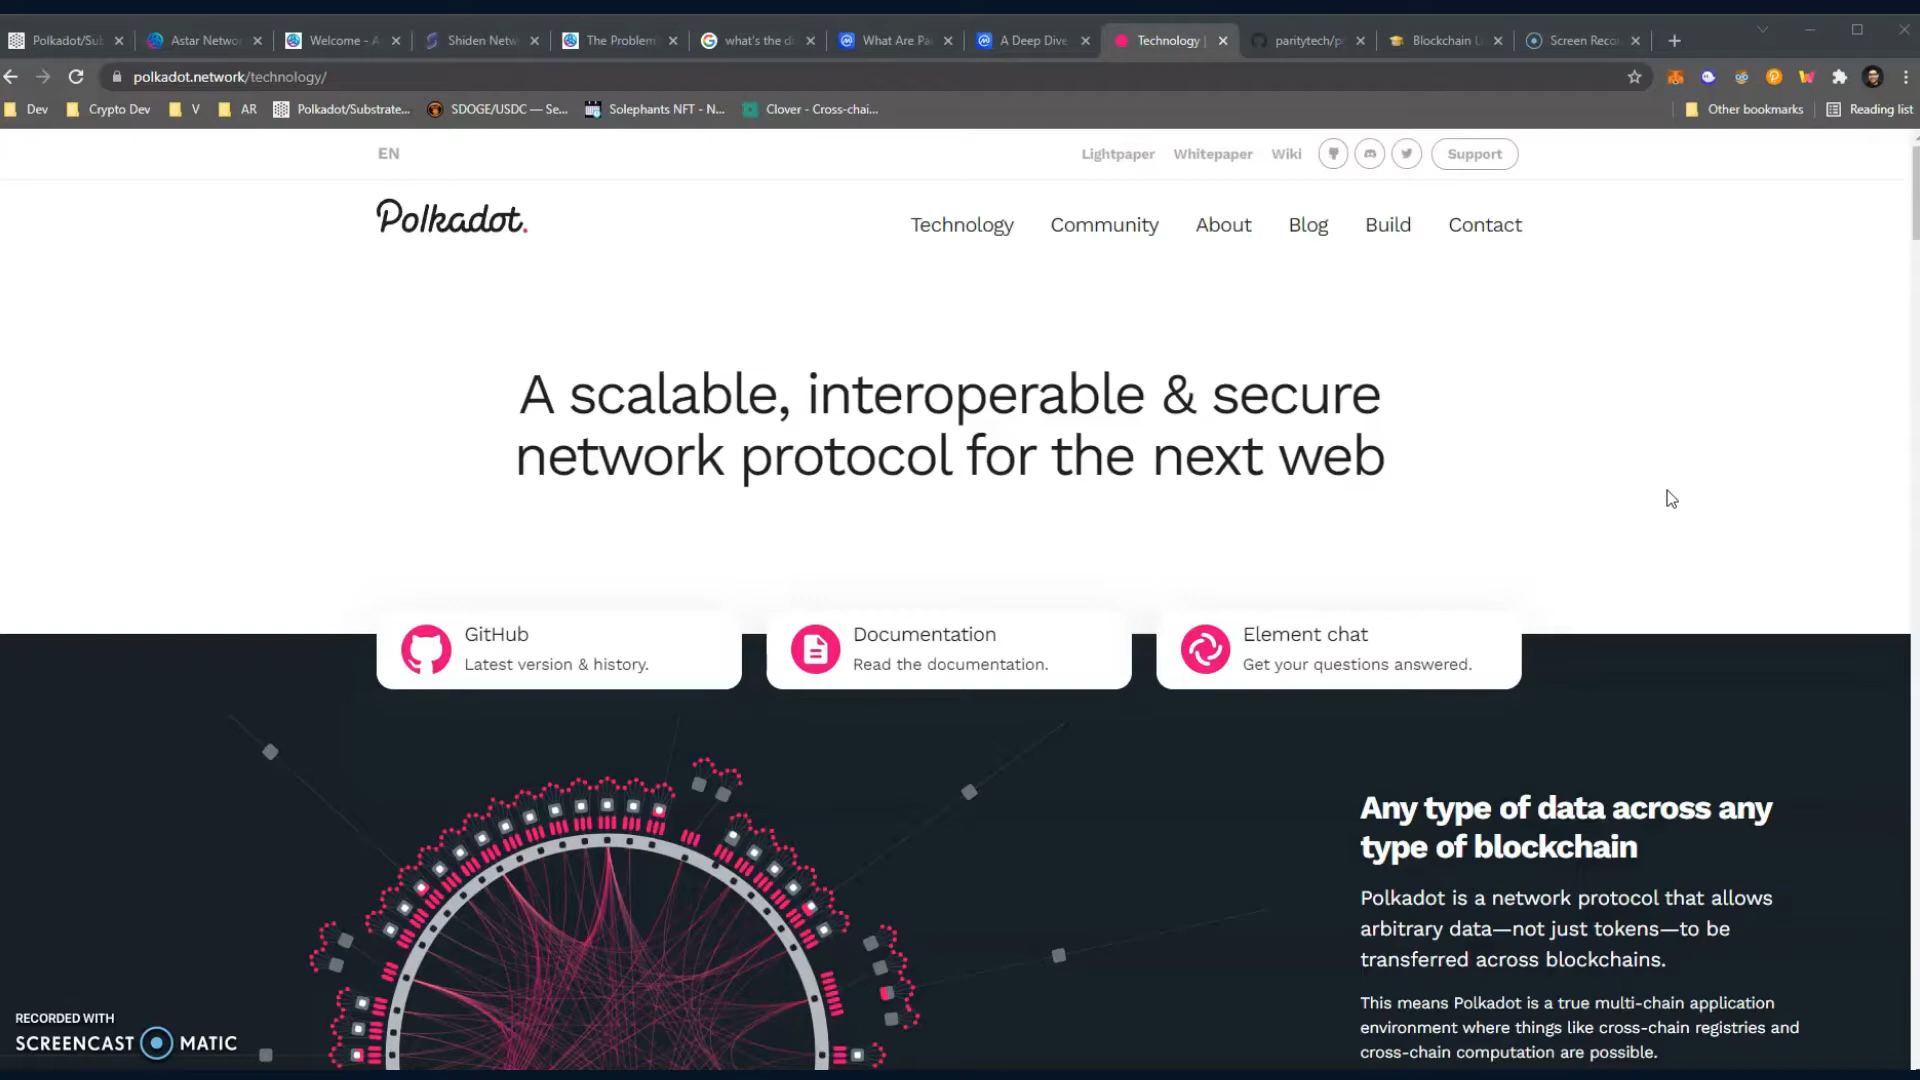 Polkadot/Sub
Astar Netwo
Welcome - A
Shiden Netw
The Problem
what's the di
What Are Pa
A Deep Dive
Technology |
paritytech/p
Blockchain L
Screen Reco
polkadot.network/technology/
Dev
Crypto Dev
V
AR
Polkadot/Substrate...
SDOGE/USDC — Se...
Solephants NFT - N...
Clover - Cross-chai...
Other bookmarks
Reading list
EN
Lightpaper
Whitepaper
Wiki
Support
Polkadot.
Technology
Community
About
Blog
Build
Contact
A scalable, interoperable & secure
network protocol for the next web
GitHub
Latest version & history.
Documentation
Read the documentation.
Element chat
Get your questions answered.
Any type of data across any
type of blockchain
Polkadot is a network protocol that allows
arbitrary data—not just tokens—to be
transferred across blockchains.
This means Polkadot is a true multi-chain application
environment where things like cross-chain registries and
cross-chain computation are possible.
RECORDED WITH
SCREENCAST MATIC